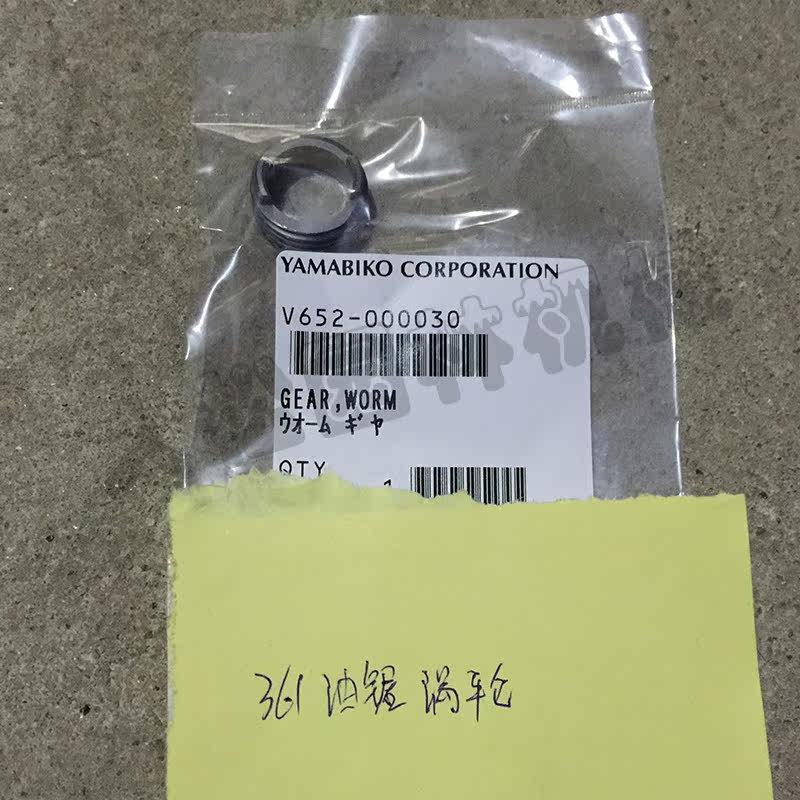 YAMABIKO CORPORATION
V652-000030
GEAR,WORM
ウオーム ギヤ
QTY 1
361 油锯 涡轮